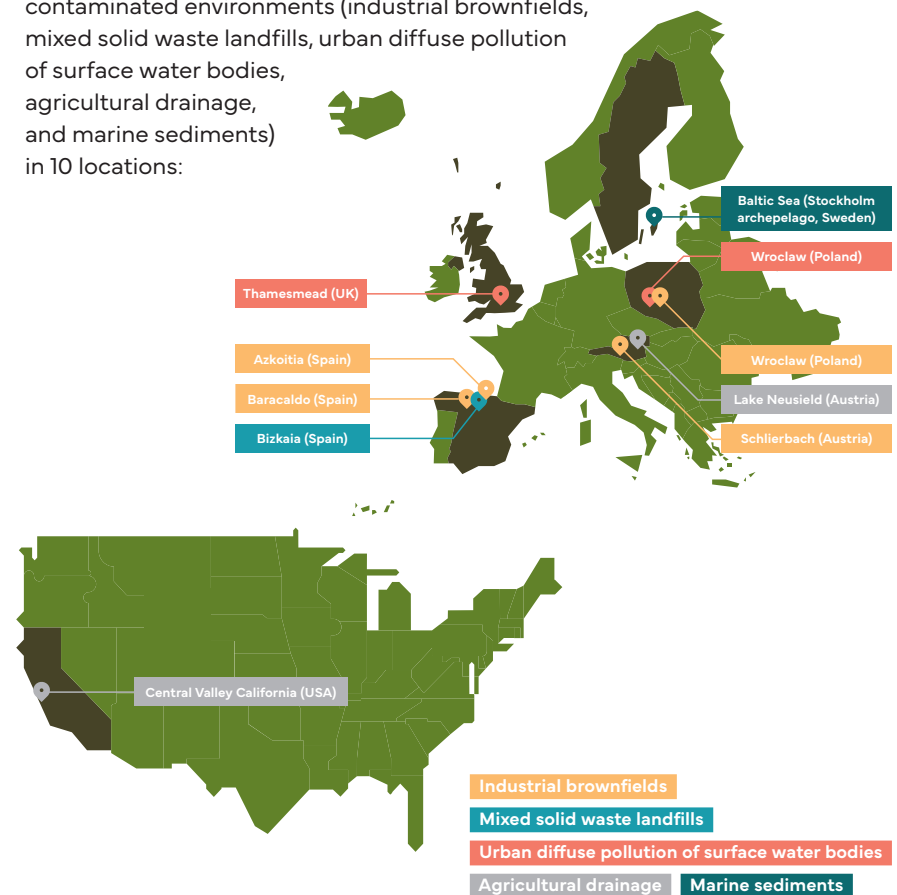 contaminated environments (industrial brownfields,
mixed solid waste landfills, urban diffuse pollution
of surface water bodies,
agricultural drainage,
and marine sediments)
in 10 locations:
Baltic Sea (Stockholm
archepelago, Sweden)
Wroclaw (Poland)
Thamesmead (UK)
Azkoitia (Spain)
Wroclaw (Poland)
Baracaldo (Spain)
Lake Neusield (Austria)
Bizkaia (Spain)
Schlierbach (Austria)
Central Valley California (USA)
Industrial brownfields
Mixed solid waste landfills
Urban diffuse pollution of surface water bodies
Agricultural drainage
Marine sediments